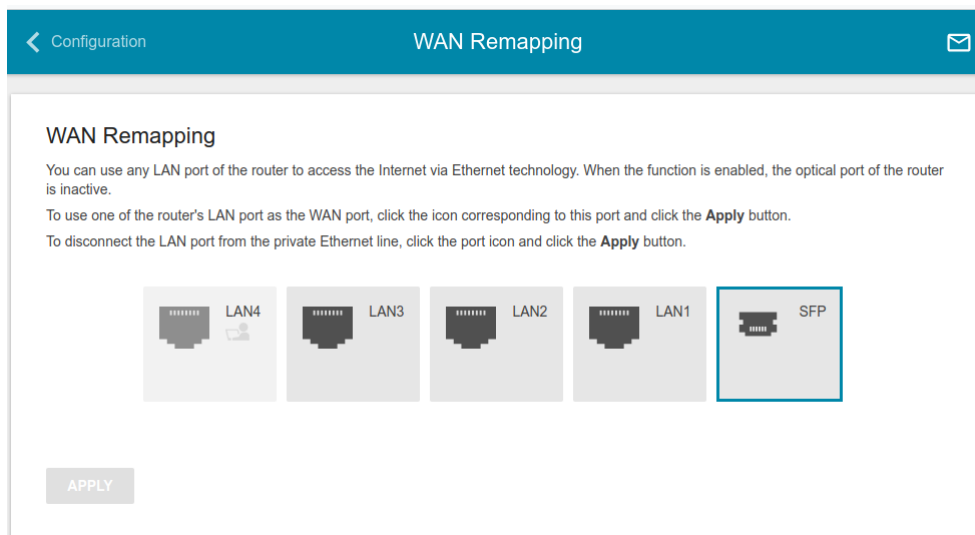 Configuration
WAN Remapping
WAN Remapping
You can use any LAN port of the router to access the Internet via Ethernet technology. When the function is enabled, the optical port of the router
is inactive.
To use one of the router's LAN port as the WAN port, click the icon corresponding to this port and click the Apply button.
To disconnect the LAN port from the private Ethernet line, click the port icon and click the Apply button.
LAN4
LAN3
LAN2
LAN1
SFP
APPLY